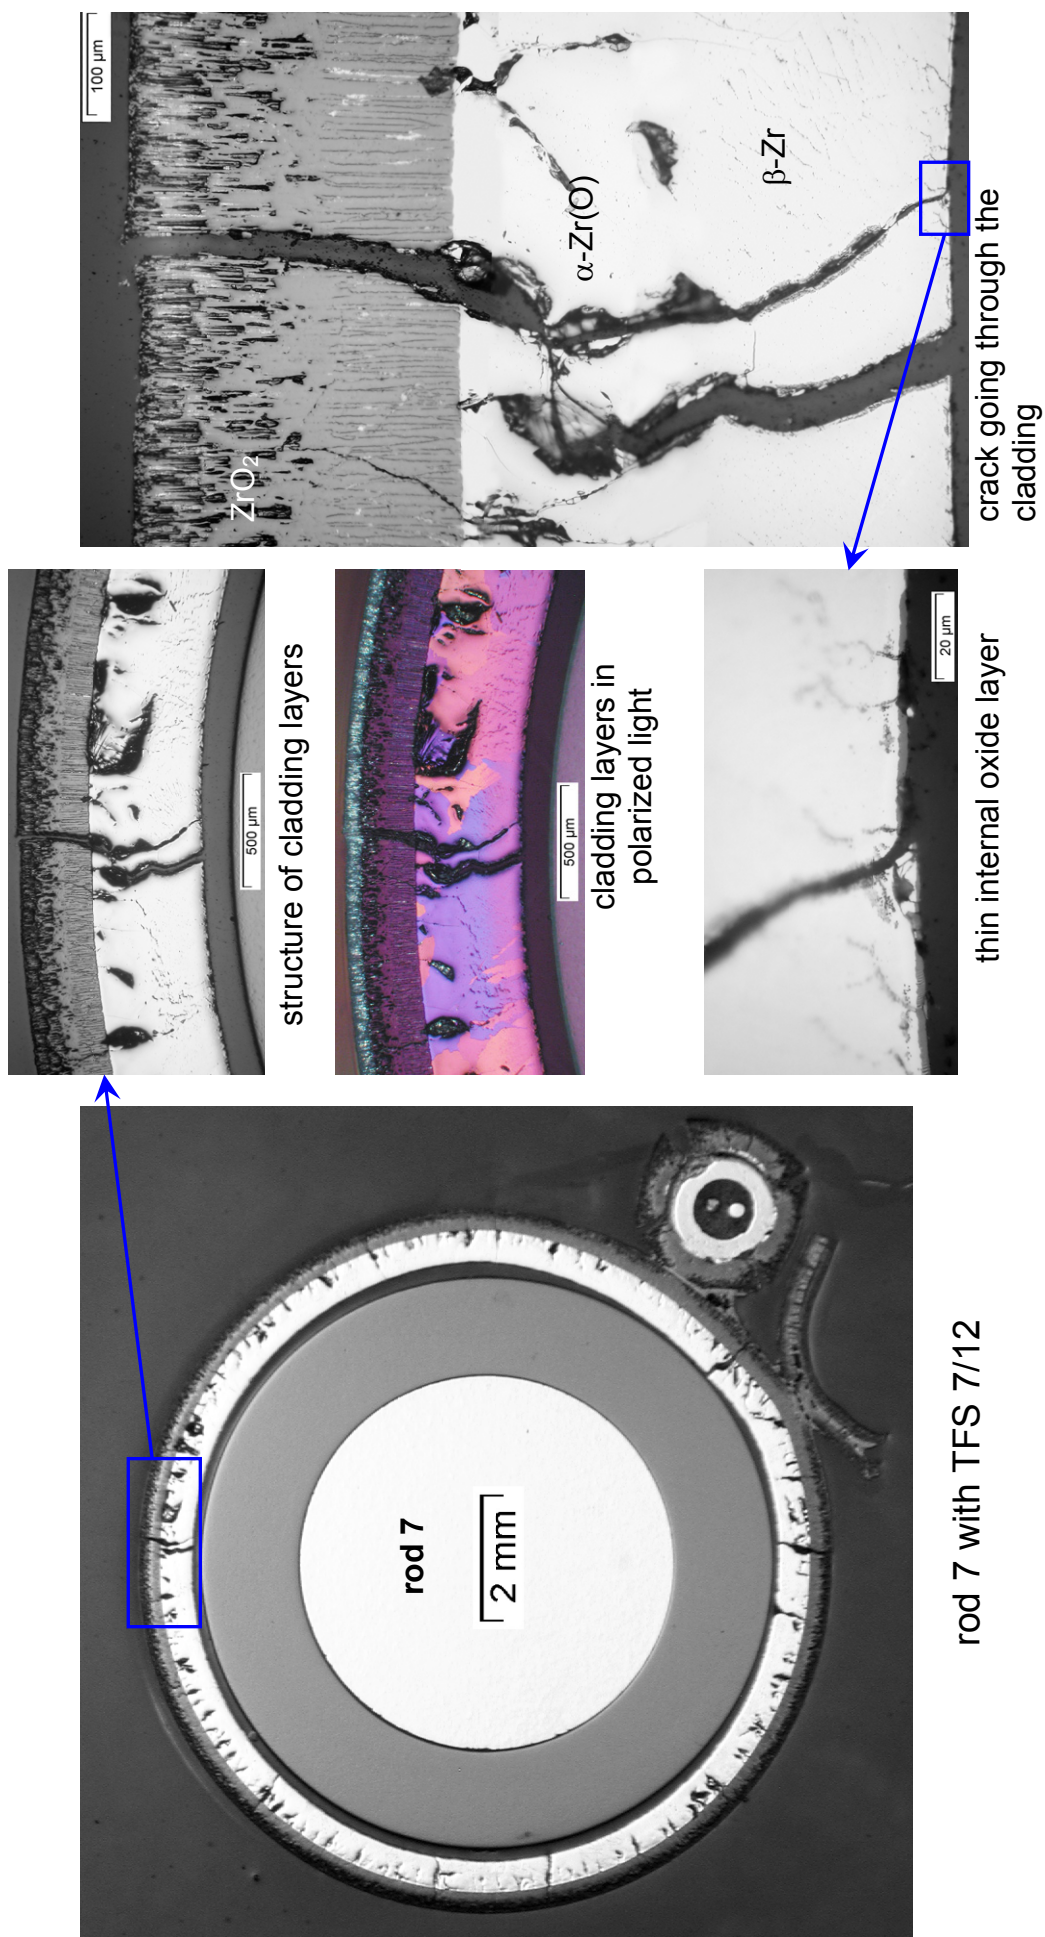 rod 7
2 mm
rod 7 with TFS 7/12
500 µm
structure of cladding layers
500 µm
cladding layers in
polarized light
20 µm
thin internal oxide layer
100 µm
ZrO₂
α-Zr(O)
β-Zr
crack going through the
cladding